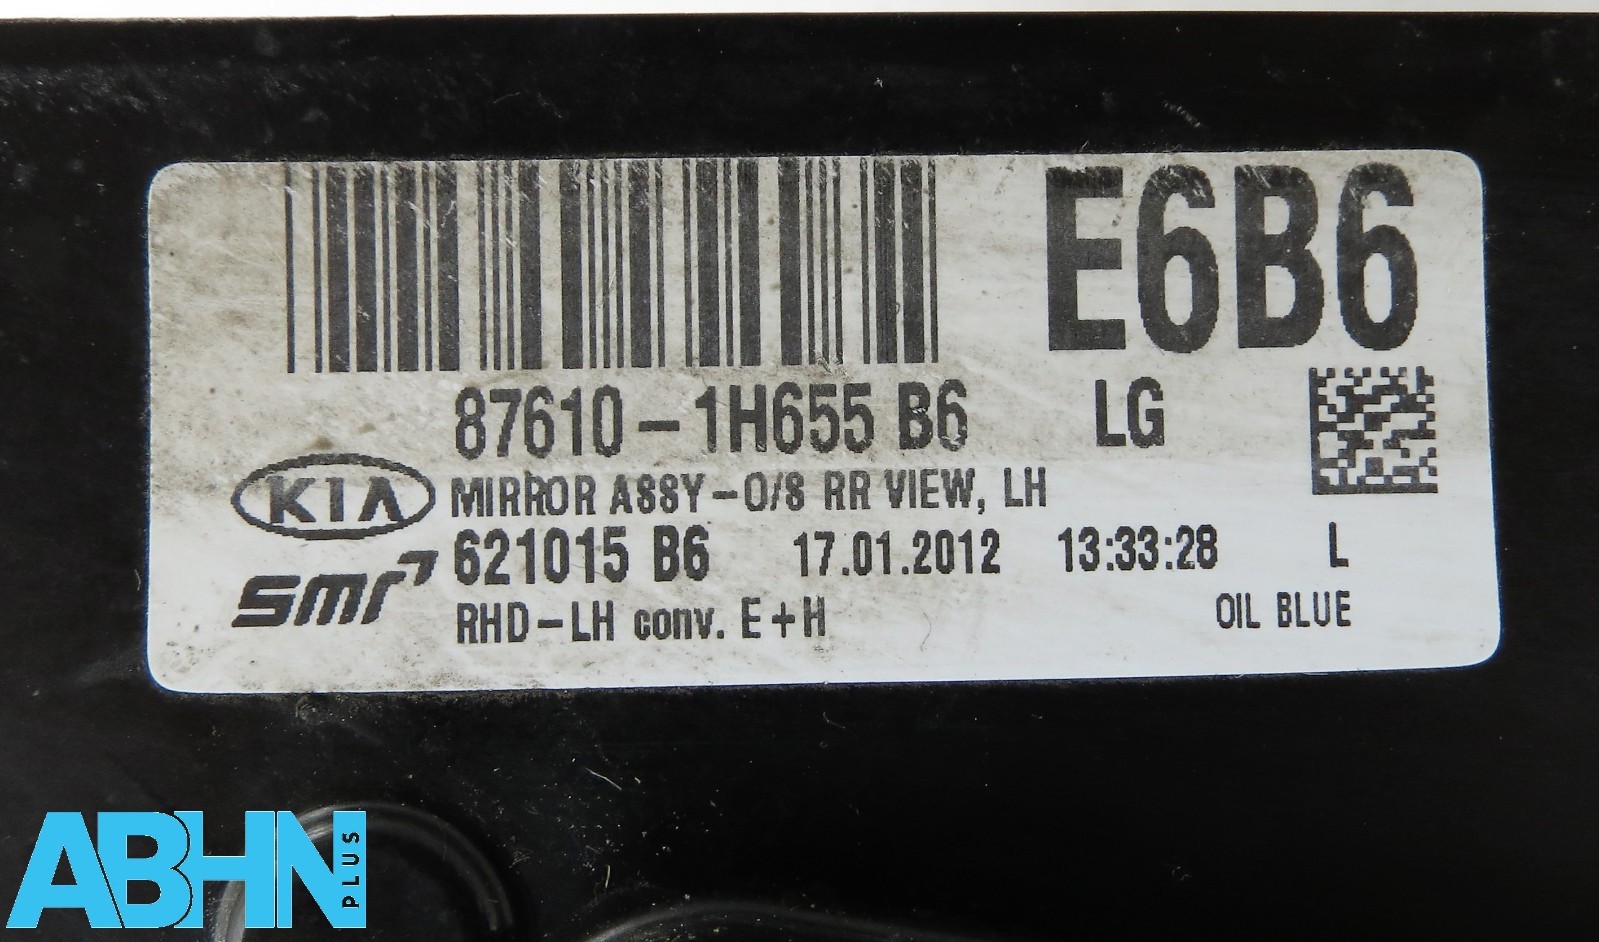 E6B6
87610-1H655 B6 LG
KIA MIRROR ASSY-O/S RR VIEW, LH
smr 621015 B6 17.01.2012 13:33:28 L
RHD-LH conv. E+H OIL BLUE
ABHN PLUS